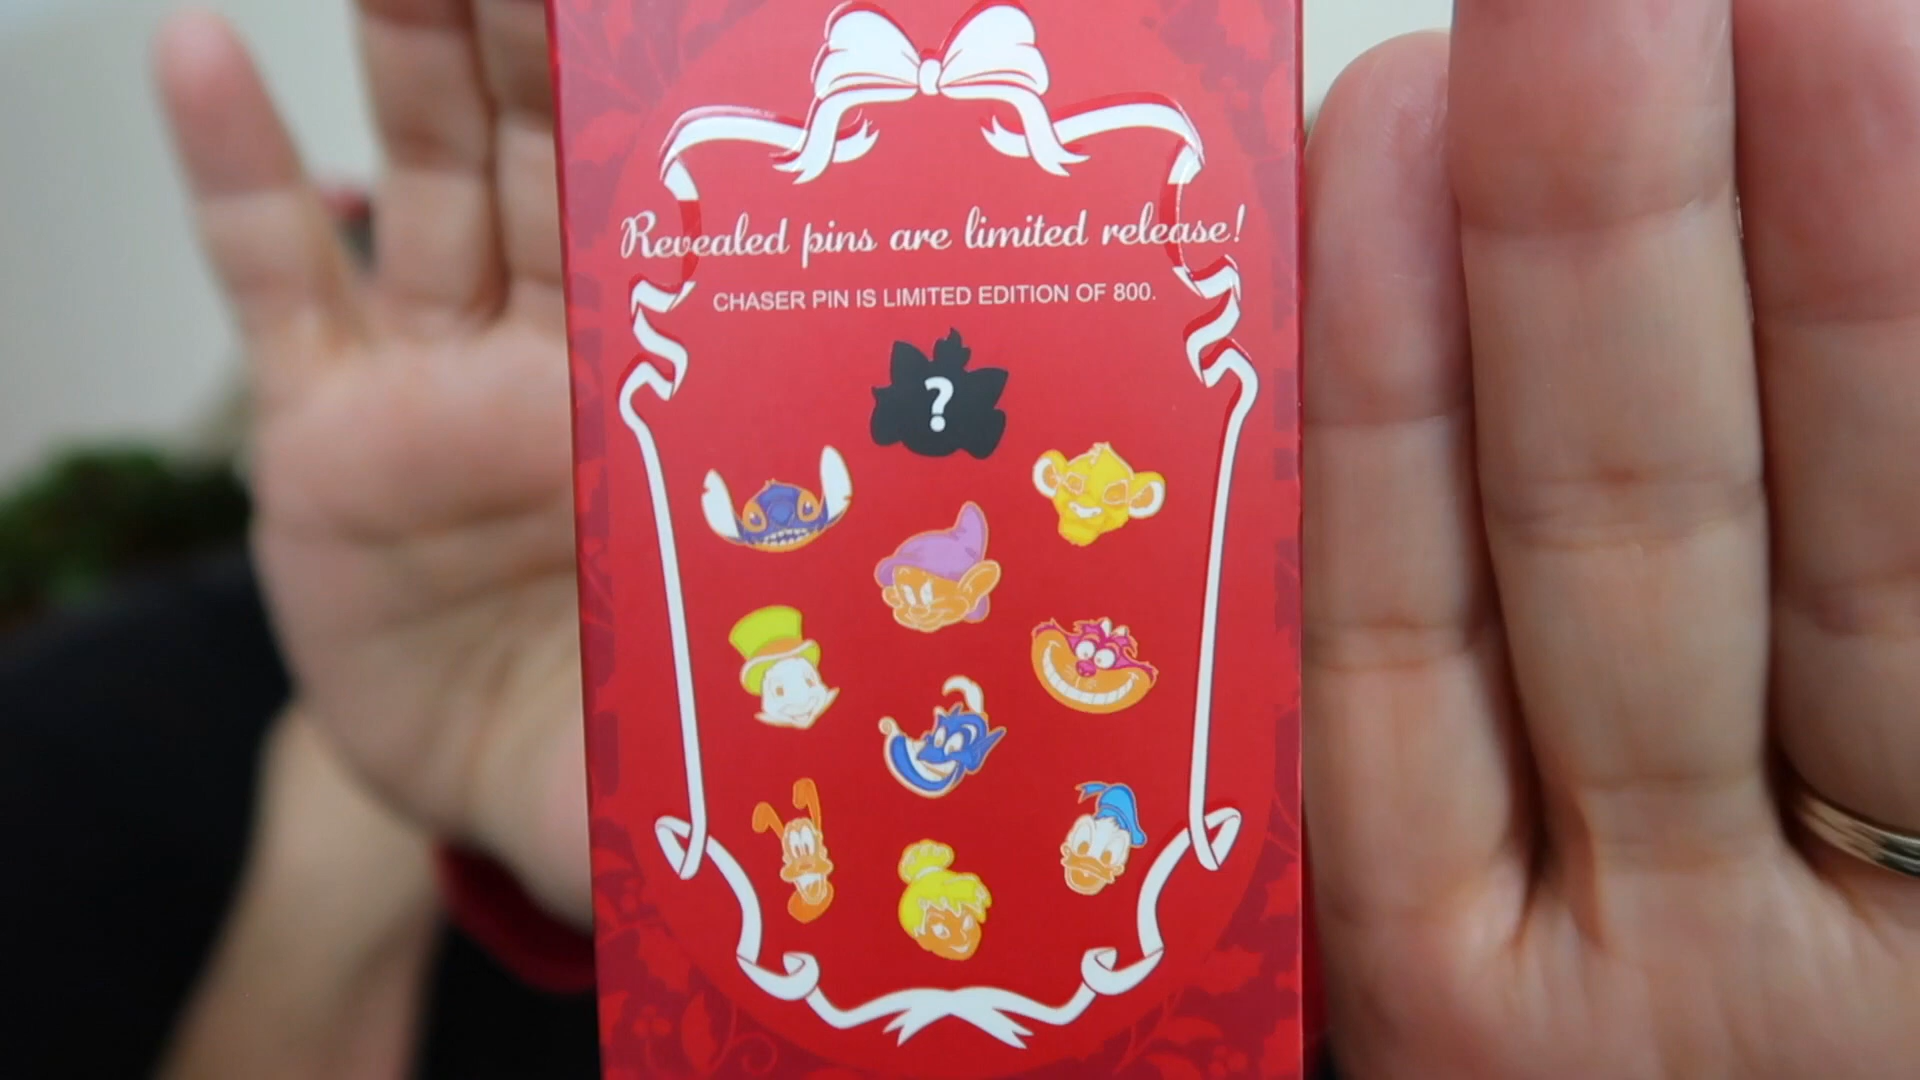 Revealed pins are limited release!
CHASER PIN IS LIMITED EDITION OF 800.
?